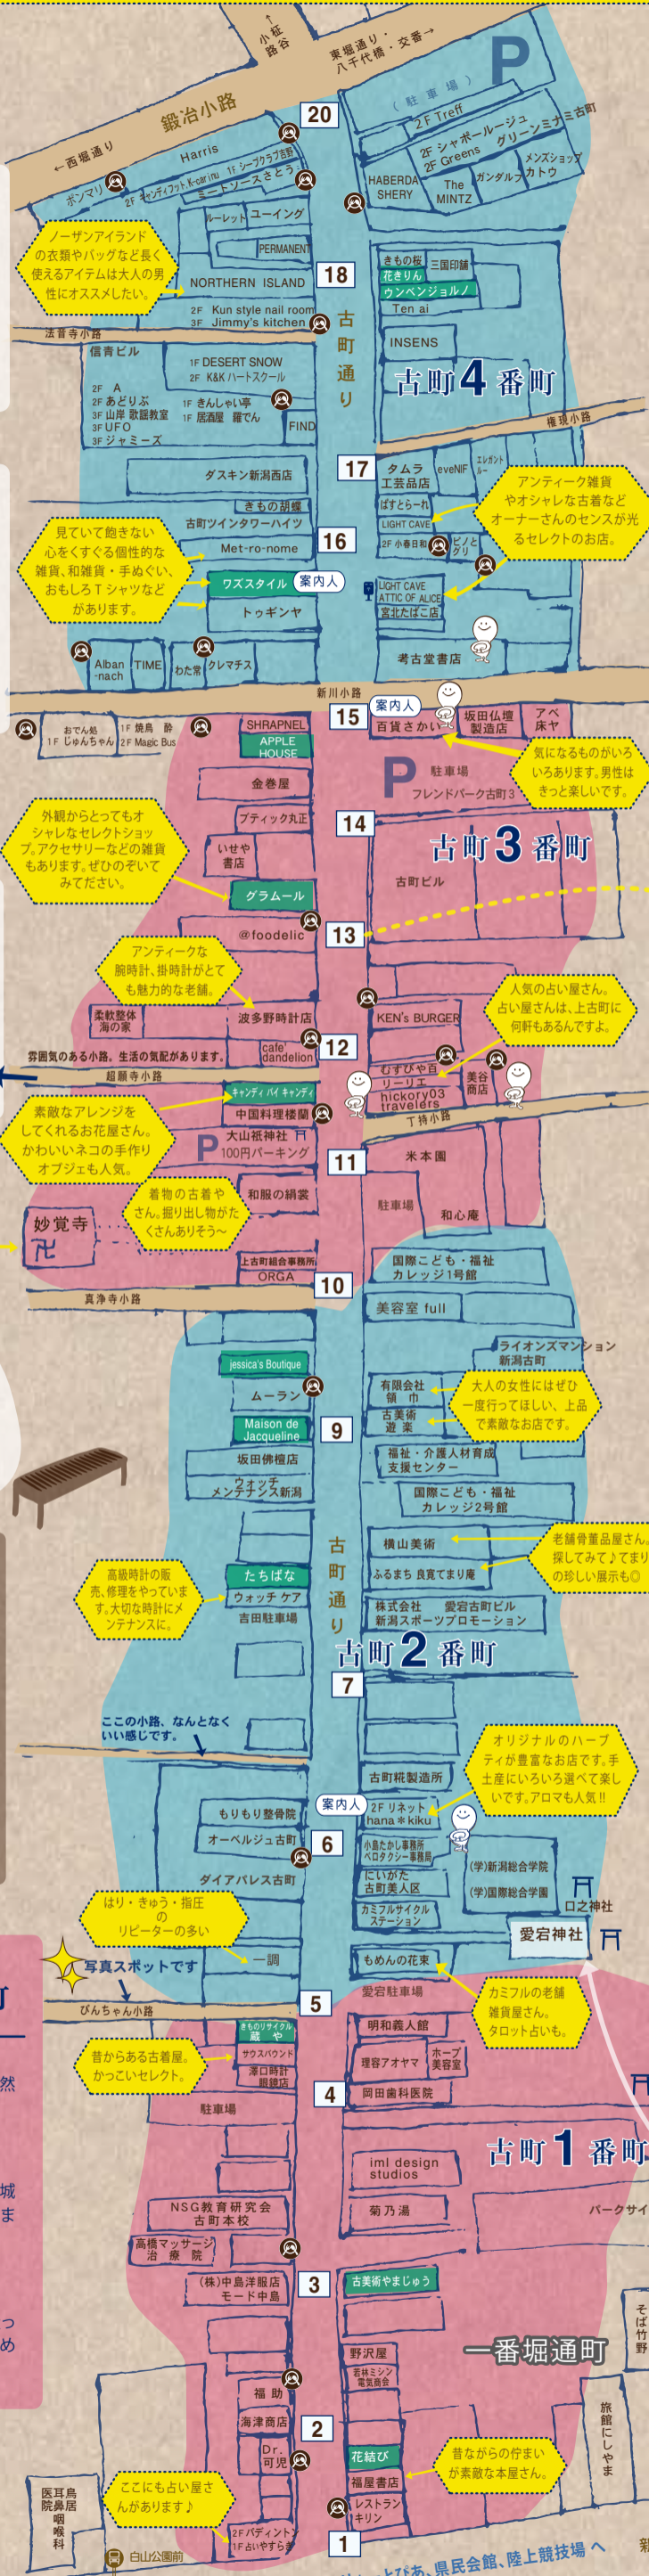 ↑小柾路谷
東堀通り・
八千代橋・交番→
P
(駐車場)
鍛冶小路
←西堀通り
20
2F Treff
2F シャポールージュ
2F Greens
グリーンミナミ古町
HABERDA
SHERY
The
MINTZ
ガンダルフ
メンズショップ
カトウ
Harris
ボンマリ
2F キャンディフット K-carinu
1F シークラブ吉野
ミートソースさとう
ルーレット
ユーイング
PERMANENT
ノーザンアイランド
の衣類やバッグなど長く
使えるアイテムは大人の男
性にオススメしたい。
NORTHERN ISLAND
18
きもの桜
三国印舗
花きりん
ウンベンジョルノ
Ten ai
2F Kun style nail room
3F Jimmy's kitchen
法音寺小路
古町通り
INSENS
古町4番町
信青ビル
2F A
2F あどりぶ
3F 山岸 歌謡教室
3F UFO
3F ジャミーズ
1F DESERT SNOW
2F K&K ハートスクール
1F きんしゃい亭
1F 居酒屋 羅でん
FIND
権現小路
17
タムラ
工芸品店
eveNIF
エレガント
ルー
ダスキン新潟西店
ぱすとらーれ
LIGHT CAVE
アンティーク雑貨
やオシャレな古着など
オーナーさんのセンスが光
るセレクトのお店。
きもの胡蝶
古町ツインタワーハイツ
16
2F 小春日和
ピノと
グリ
見ていて飽きない
心をくすぐる個性的な
雑貨、和雑貨・手ぬぐい、
おもしろTシャツなど
があります。
Met-ro-nome
ワズスタイル
案内人
トゥギンヤ
LIGHT CAVE
ATTIC OF ALICE
宮北たばこ店
Alban
-nach
TIME
わた常
クレマチス
考古堂書店
新川小路
15
案内人
百貨さかい
坂田仏壇
製造店
アベ
床ヤ
おでん処
1F じゅんちゃん
1F 焼鳥 酔
2F Magic Bus
SHRAPNEL
APPLE
HOUSE
P
駐車場
フレンドパーク古町3
気になるものがいろ
いろあります。男性は
きっと楽しいです。
金巻屋
ブティック丸正
14
古町3番町
外観からとってもオ
シャレなセレクトショッ
プ。アクセサリーなどの雑貨
もあります。ぜひのぞいて
みてください。
いせや
書店
グラムール
古町ビル
@foodelic
13
アンティークな
腕時計、掛時計がとて
も魅力的な老舗。
人気の占い屋さん。
占い屋さんは、上古町に
何軒もあるんですよ。
柔軟整体
海の家
波多野時計店
KEN's BURGER
雰囲気のある小路。生活の気配があります。
cafe'
dandelion
12
超願寺小路
むすびや百
リーリエ
hickory03
travelers
美谷
商店
キャンディ バイ キャンディ
中国料理楼蘭
素敵なアレンジを
してくれるお花屋さん。
かわいいネコの手作り
オブジェも人気。
丁持小路
大山祇神社
P 100円パーキング
11
米本園
着物の古着や
さん。掘り出し物がた
くさんありそう〜
和服の絹裳
駐車場
和心庵
妙覚寺
卍
上古町組合事務所
ORGA
国際こども・福祉
カレッジ1号館
10
真浄寺小路
美容室 full
ライオンズマンション
新潟古町
jessica's Boutique
ムーラン
有限会社
領 巾
古美術
遊 楽
大人の女性にはぜひ
一度行ってほしい、上品
で素敵なお店です。
Maison de
Jacqueline
9
坂田佛檀店
福祉・介護人材育成
支援センター
ウォッチ
メンテナンス新潟
国際こども・福祉
カレッジ2号館
古町通り
横山美術
ふるまち 良寛てまり庵
老舗骨董品屋さん。
探してみて♪てまり
の珍しい展示も◎
高級時計の販
売、修理をやっていま
す。大切な時計にメ
ンテナンスに。
たちばな
ウォッチ ケア
吉田駐車場
株式会社 愛宕古町ビル
新潟スポーツプロモーション
古町2番町
7
ここの小路、なんとなく
いい感じです。
古町糀製造所
オリジナルのハーブ
ティが豊富なお店です。手
土産にいろいろ選べて楽し
いです。アロマも人気!!
もりもり整骨院
案内人
2F リネット
hana＊kiku
オーベルジュ古町
6
小島たかし事務所
ベロタクシー事務局
ダイアパレス古町
にいがた
古町美人区
(学)新潟総合学院
(学)国際総合学園
口之神社
カミフルサイクル
ステーション
愛宕神社
はり・きゅう・指圧
の
リピーターの多い
一調
もめんの花束
写真スポットです
愛宕駐車場
カミフルの老舗
雑貨屋さん。
タロット占いも。
ぴんちゃん小路
5
きものリサイクル
蔵 や
サウスバウンド
澤口時計
眼鏡店
昔からある古着屋。
かっこいいセレクト。
明和義人館
理容アオヤマ
ホープ
美容室
4
岡田歯科医院
駐車場
古町1番町
iml design
studios
菊乃湯
パークサイ
NSG教育研究会
古町本校
高橋マッサージ
治 療 院
(株)中島洋服店
モード中島
3
古美術やまじゅう
野沢屋
若林ミシン
電気商会
一番堀通町
そば竹野
福 助
海津商店
2
Dr.
可児
花結び
福屋書店
昔ながらの佇まい
が素敵な本屋さん。
旅館にしやま
ここにも占い屋さ
んがあります♪
レストラン
キリン
鳥居
耳鼻咽喉科
医院
2F パディントン
1F 占いやすらぎ
1
白山公園前
とぴあ、県民会館、陸上競技場 へ
町
然
城
ま
っ
め